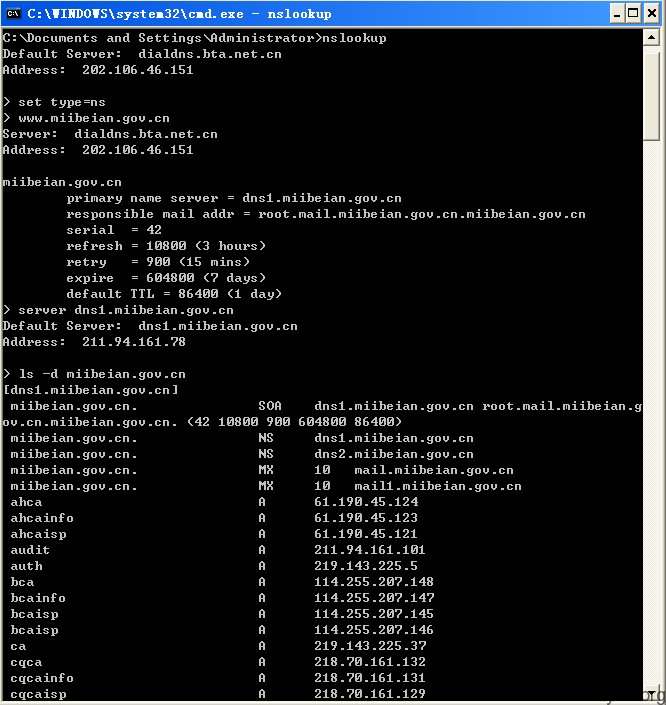 C:\WINDOWS\system32\cmd.exe - nslookup
C:\Documents and Settings\Administrator>nslookup
Default Server:  dialdns.bta.net.cn
Address:  202.106.46.151
> set type=ns
> www.miibeian.gov.cn
Server:  dialdns.bta.net.cn
Address:  202.106.46.151
miibeian.gov.cn
        primary name server = dns1.miibeian.gov.cn
        responsible mail addr = root.mail.miibeian.gov.cn.miibeian.gov.cn
        serial  = 42
        refresh = 10800 (3 hours)
        retry   = 900 (15 mins)
        expire  = 604800 (7 days)
        default TTL = 86400 (1 day)
> server dns1.miibeian.gov.cn
Default Server:  dns1.miibeian.gov.cn
Address:  211.94.161.78
> ls -d miibeian.gov.cn
[dns1.miibeian.gov.cn]
 miibeian.gov.cn.               SOA    dns1.miibeian.gov.cn root.mail.miibeian.g
ov.cn.miibeian.gov.cn. (42 10800 900 604800 86400)
 miibeian.gov.cn.               NS     dns1.miibeian.gov.cn
 miibeian.gov.cn.               NS     dns2.miibeian.gov.cn
 miibeian.gov.cn.               MX     10   mail.miibeian.gov.cn
 miibeian.gov.cn.               MX     10   mail1.miibeian.gov.cn
 ahca                           A      61.190.45.124
 ahcainfo                       A      61.190.45.123
 ahcaisp                        A      61.190.45.121
 audit                          A      211.94.161.101
 auth                           A      219.143.225.5
 bca                            A      114.255.207.148
 bcainfo                        A      114.255.207.147
 bcaisp                         A      114.255.207.145
 bcaisp                         A      114.255.207.146
 ca                             A      219.143.225.37
 cqca                           A      218.70.161.132
 cqcainfo                       A      218.70.161.131
 cqcaisp                        A      218.70.161.129